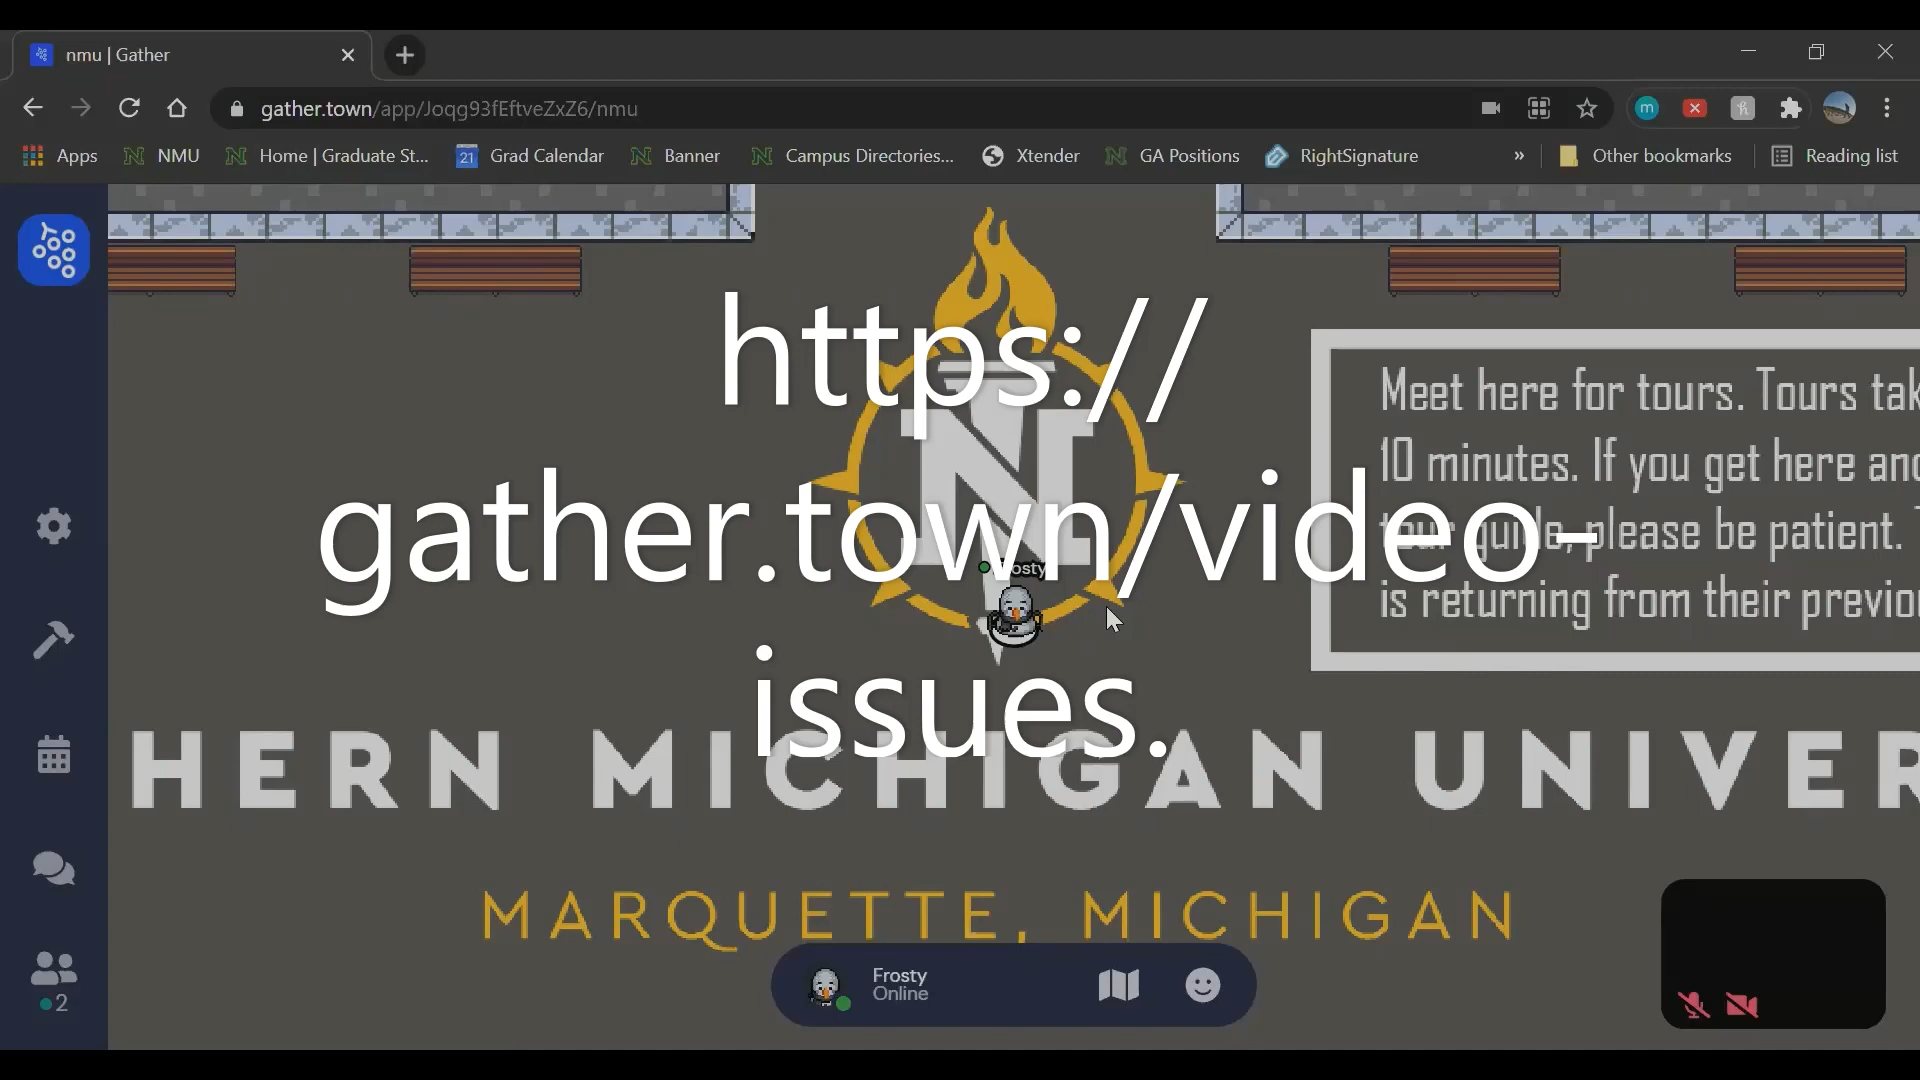 nmu | Gather
gather.town/app/Joqg93fEftveZxZ6/nmu
m
Apps
NMU
Home | Graduate St...
21
Grad Calendar
Banner
Campus Directories...
Xtender
GA Positions
RightSignature
»
Other bookmarks
Reading list
https://
gather.town/video-
issues.
N
Meet here for tours. Tours tak
10 minutes. If you get here and
tour guide, please be patient.
is returning from their previo
Frosty
HERN MICHIGAN UNIVER
MARQUETTE, MICHIGAN
Frosty
Online
2